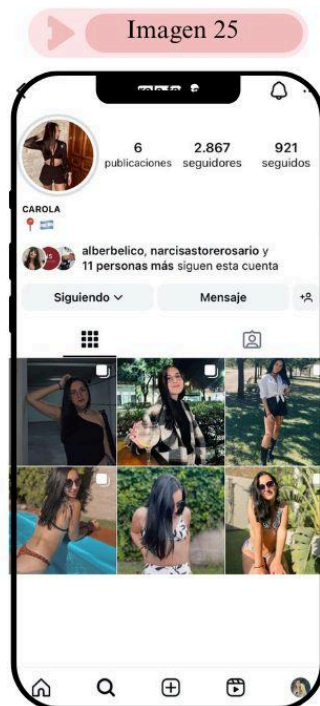 Imagen 25
6
publicaciones
2.867
seguidores
921
seguidos
CAROLA
alberbelico, narcisastorerosario y
11 personas más siguen esta cuenta
Siguiendo
Mensaje